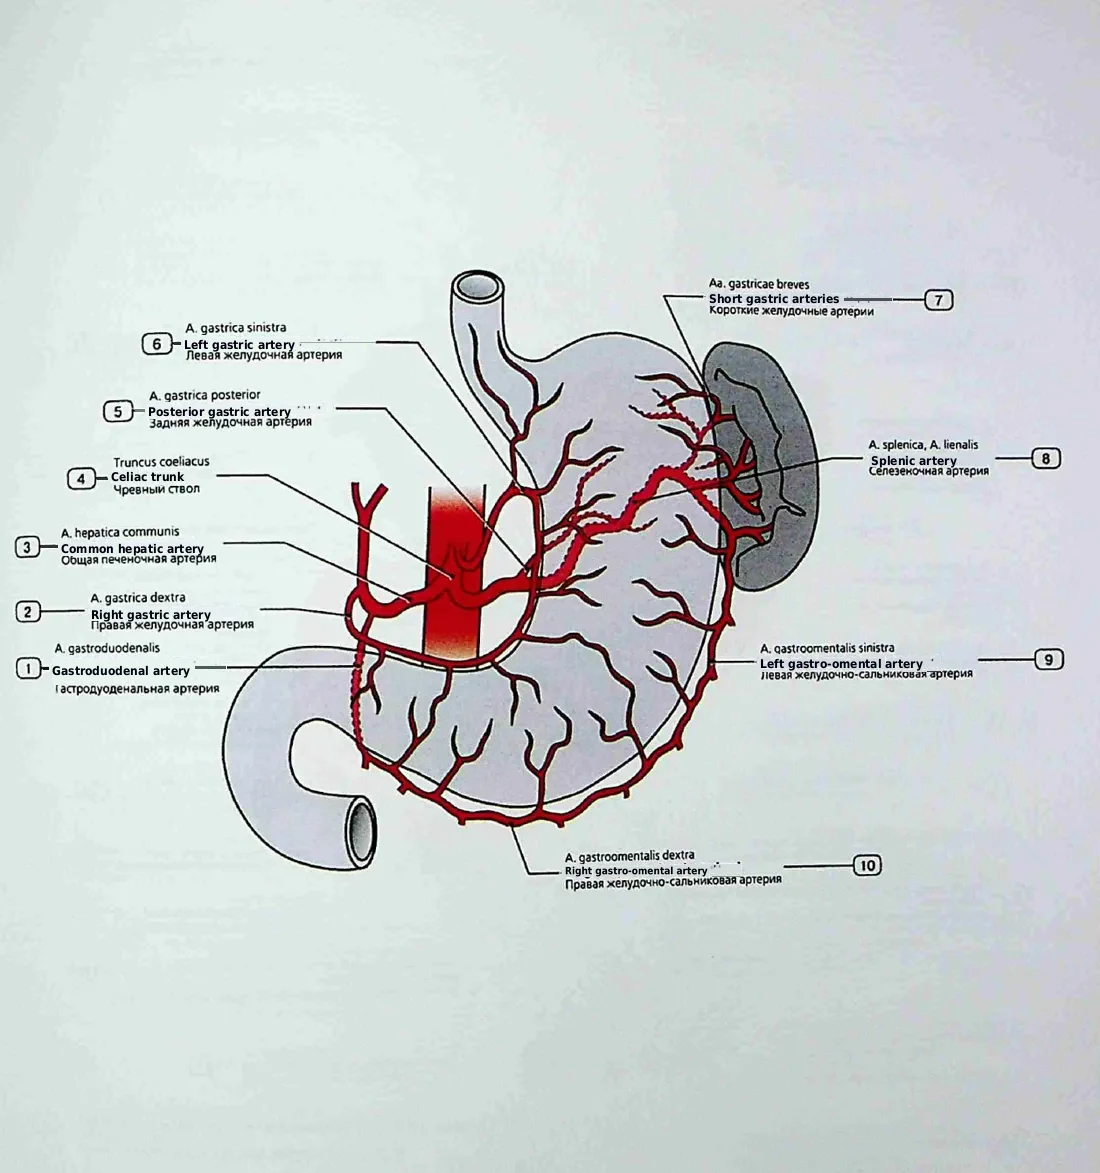 Aa. gastricae breves
Short gastric arteries
7
Короткие желудочные артерии
A. gastrica sinistra
6
Left gastric artery
Левая желудочная артерия
A. gastrica posterior
5
Posterior gastric artery
Задняя желудочная артерия
A. splenica, A. lienalis
Splenic artery
8
Селезеночная артерия
Truncus coeliacus
4
Celiac trunk
Чревный ствол
A. hepatica communis
3
Common hepatic artery
Общая печеночная артерия
A. gastrica dextra
2
Right gastric artery
Правая желудочная артерия
A. gastroduodenalis
1
Gastroduodenal artery
Гастродуоденальная артерия
A. gastroomentalis sinistra
Left gastro-omental artery
9
Левая желудочно-сальниковая артерия
A. gastroomentalis dextra
Right gastro-omental artery
10
Правая желудочно-сальниковая артерия